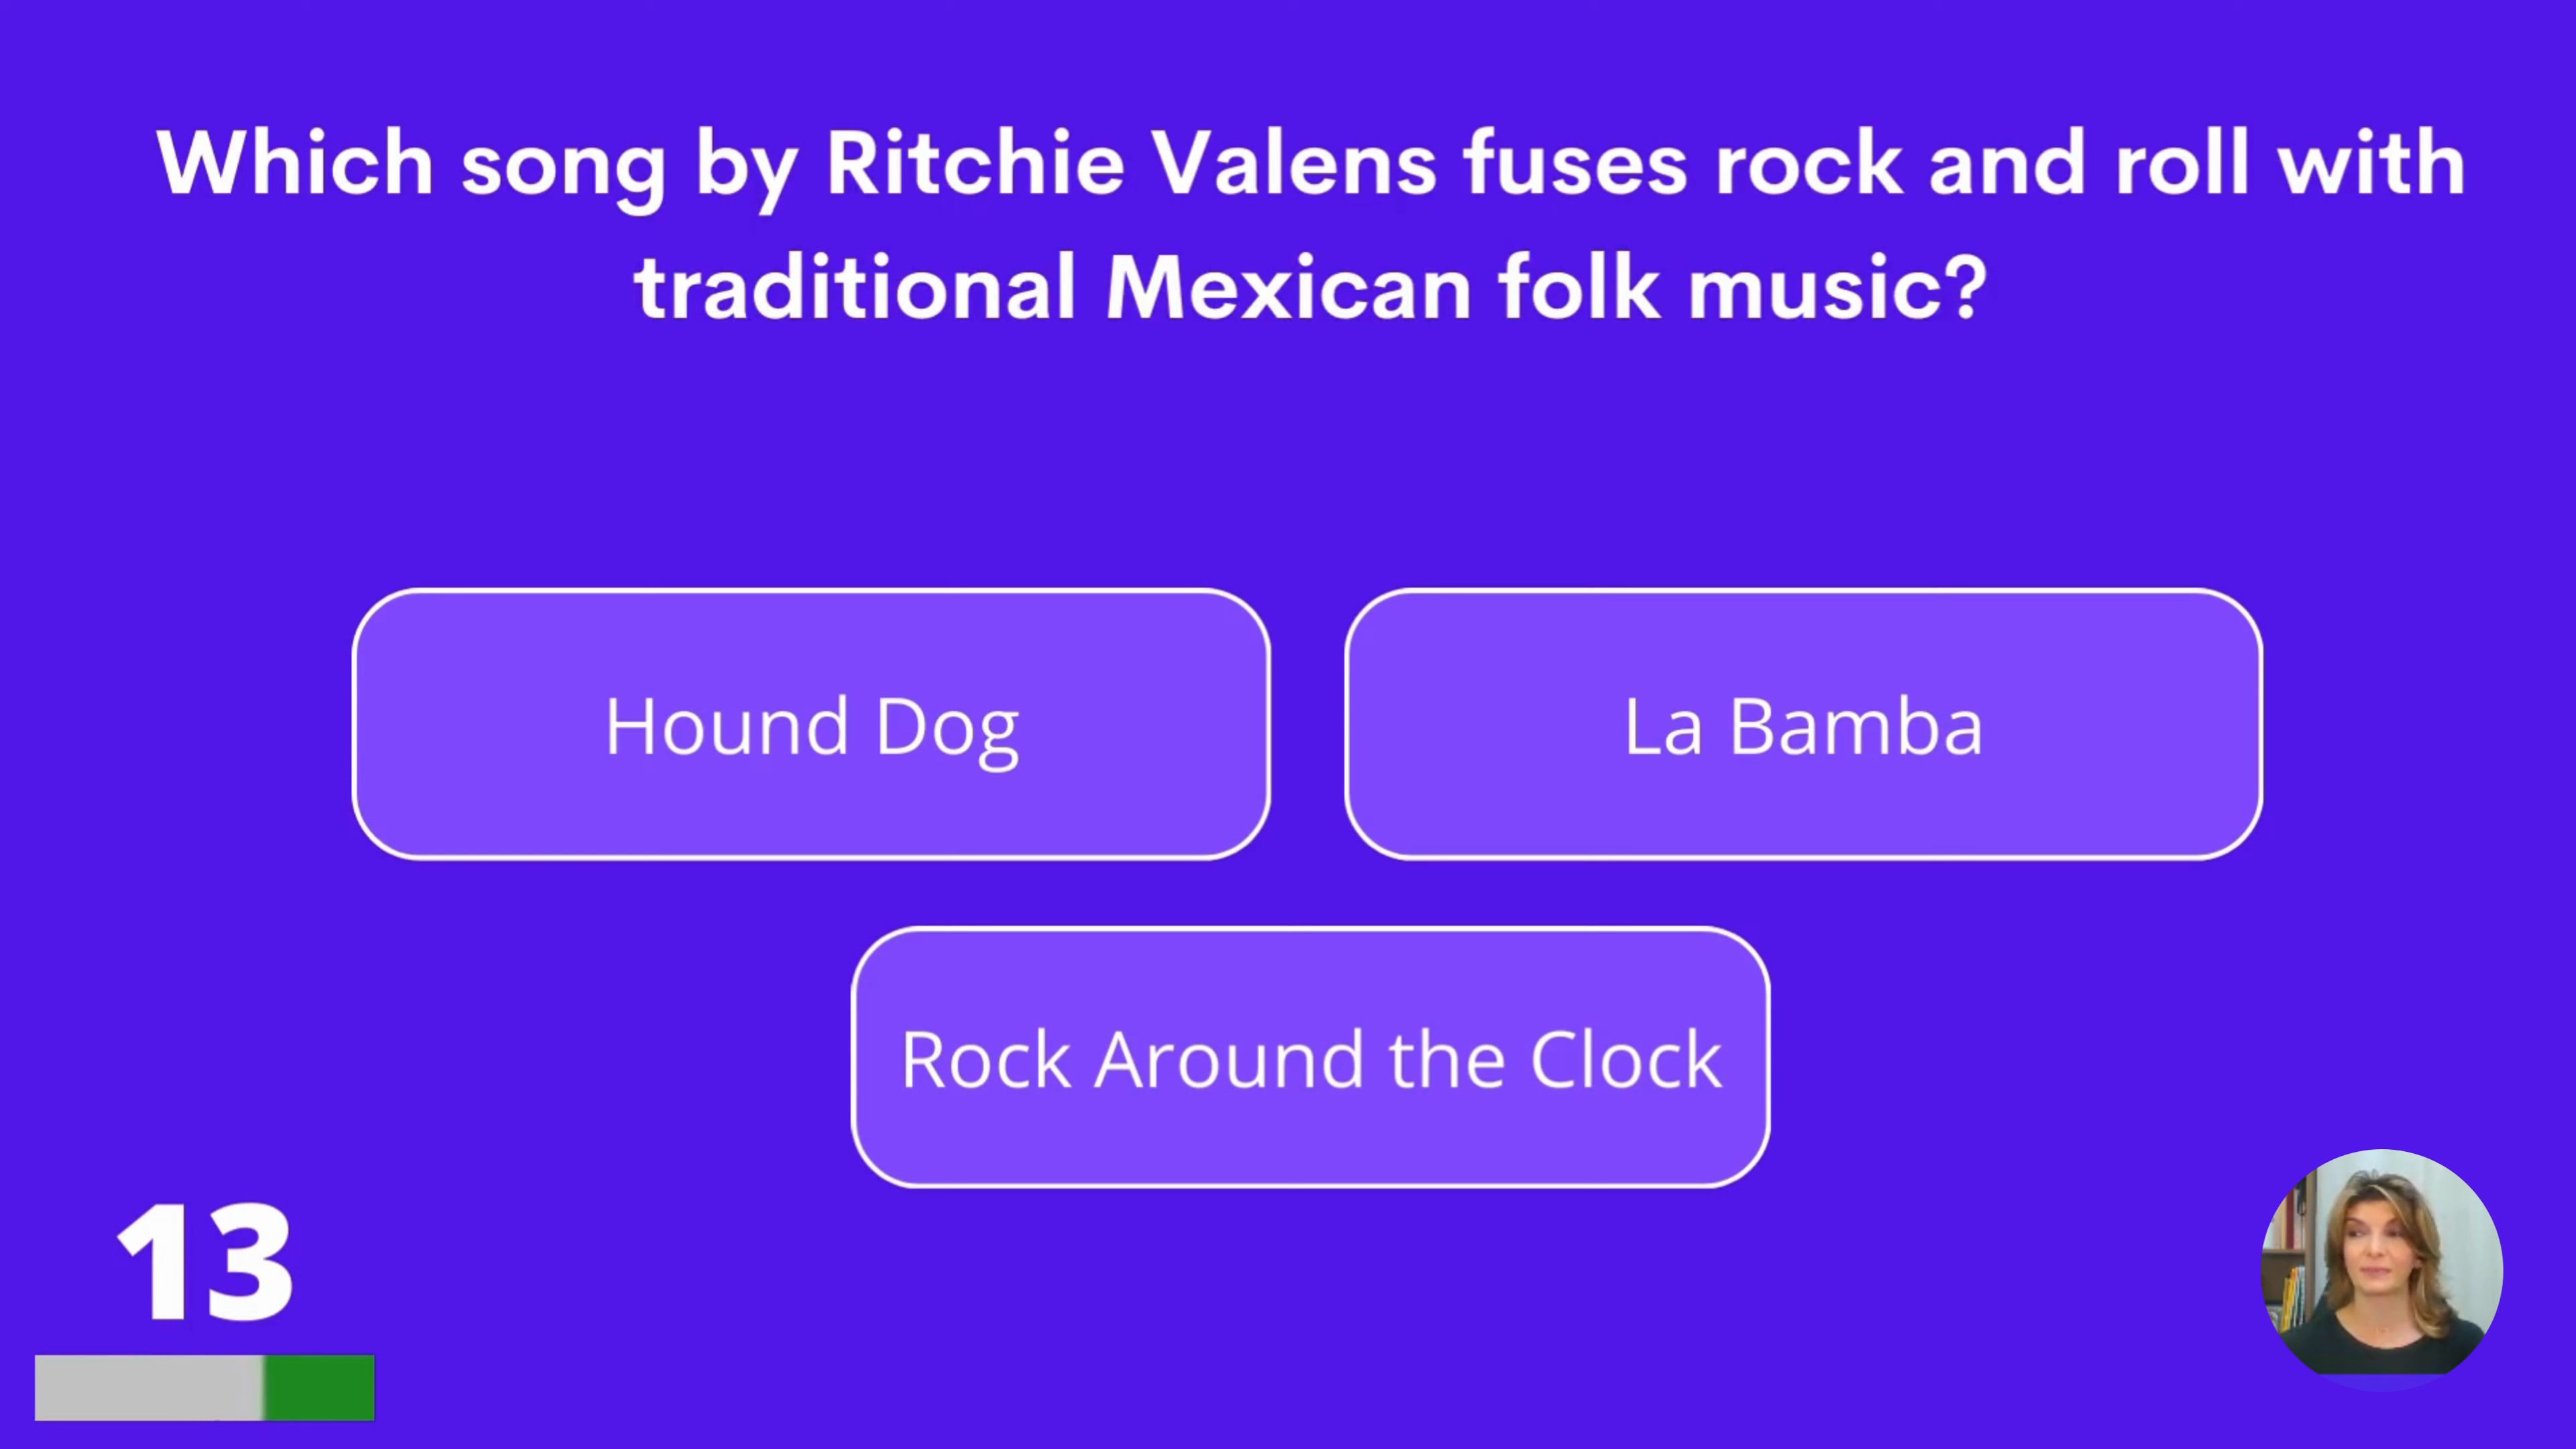 Which song by Ritchie Valens fuses rock and roll with
traditional Mexican folk music?
Hound Dog
La Bamba
Rock Around the Clock
13